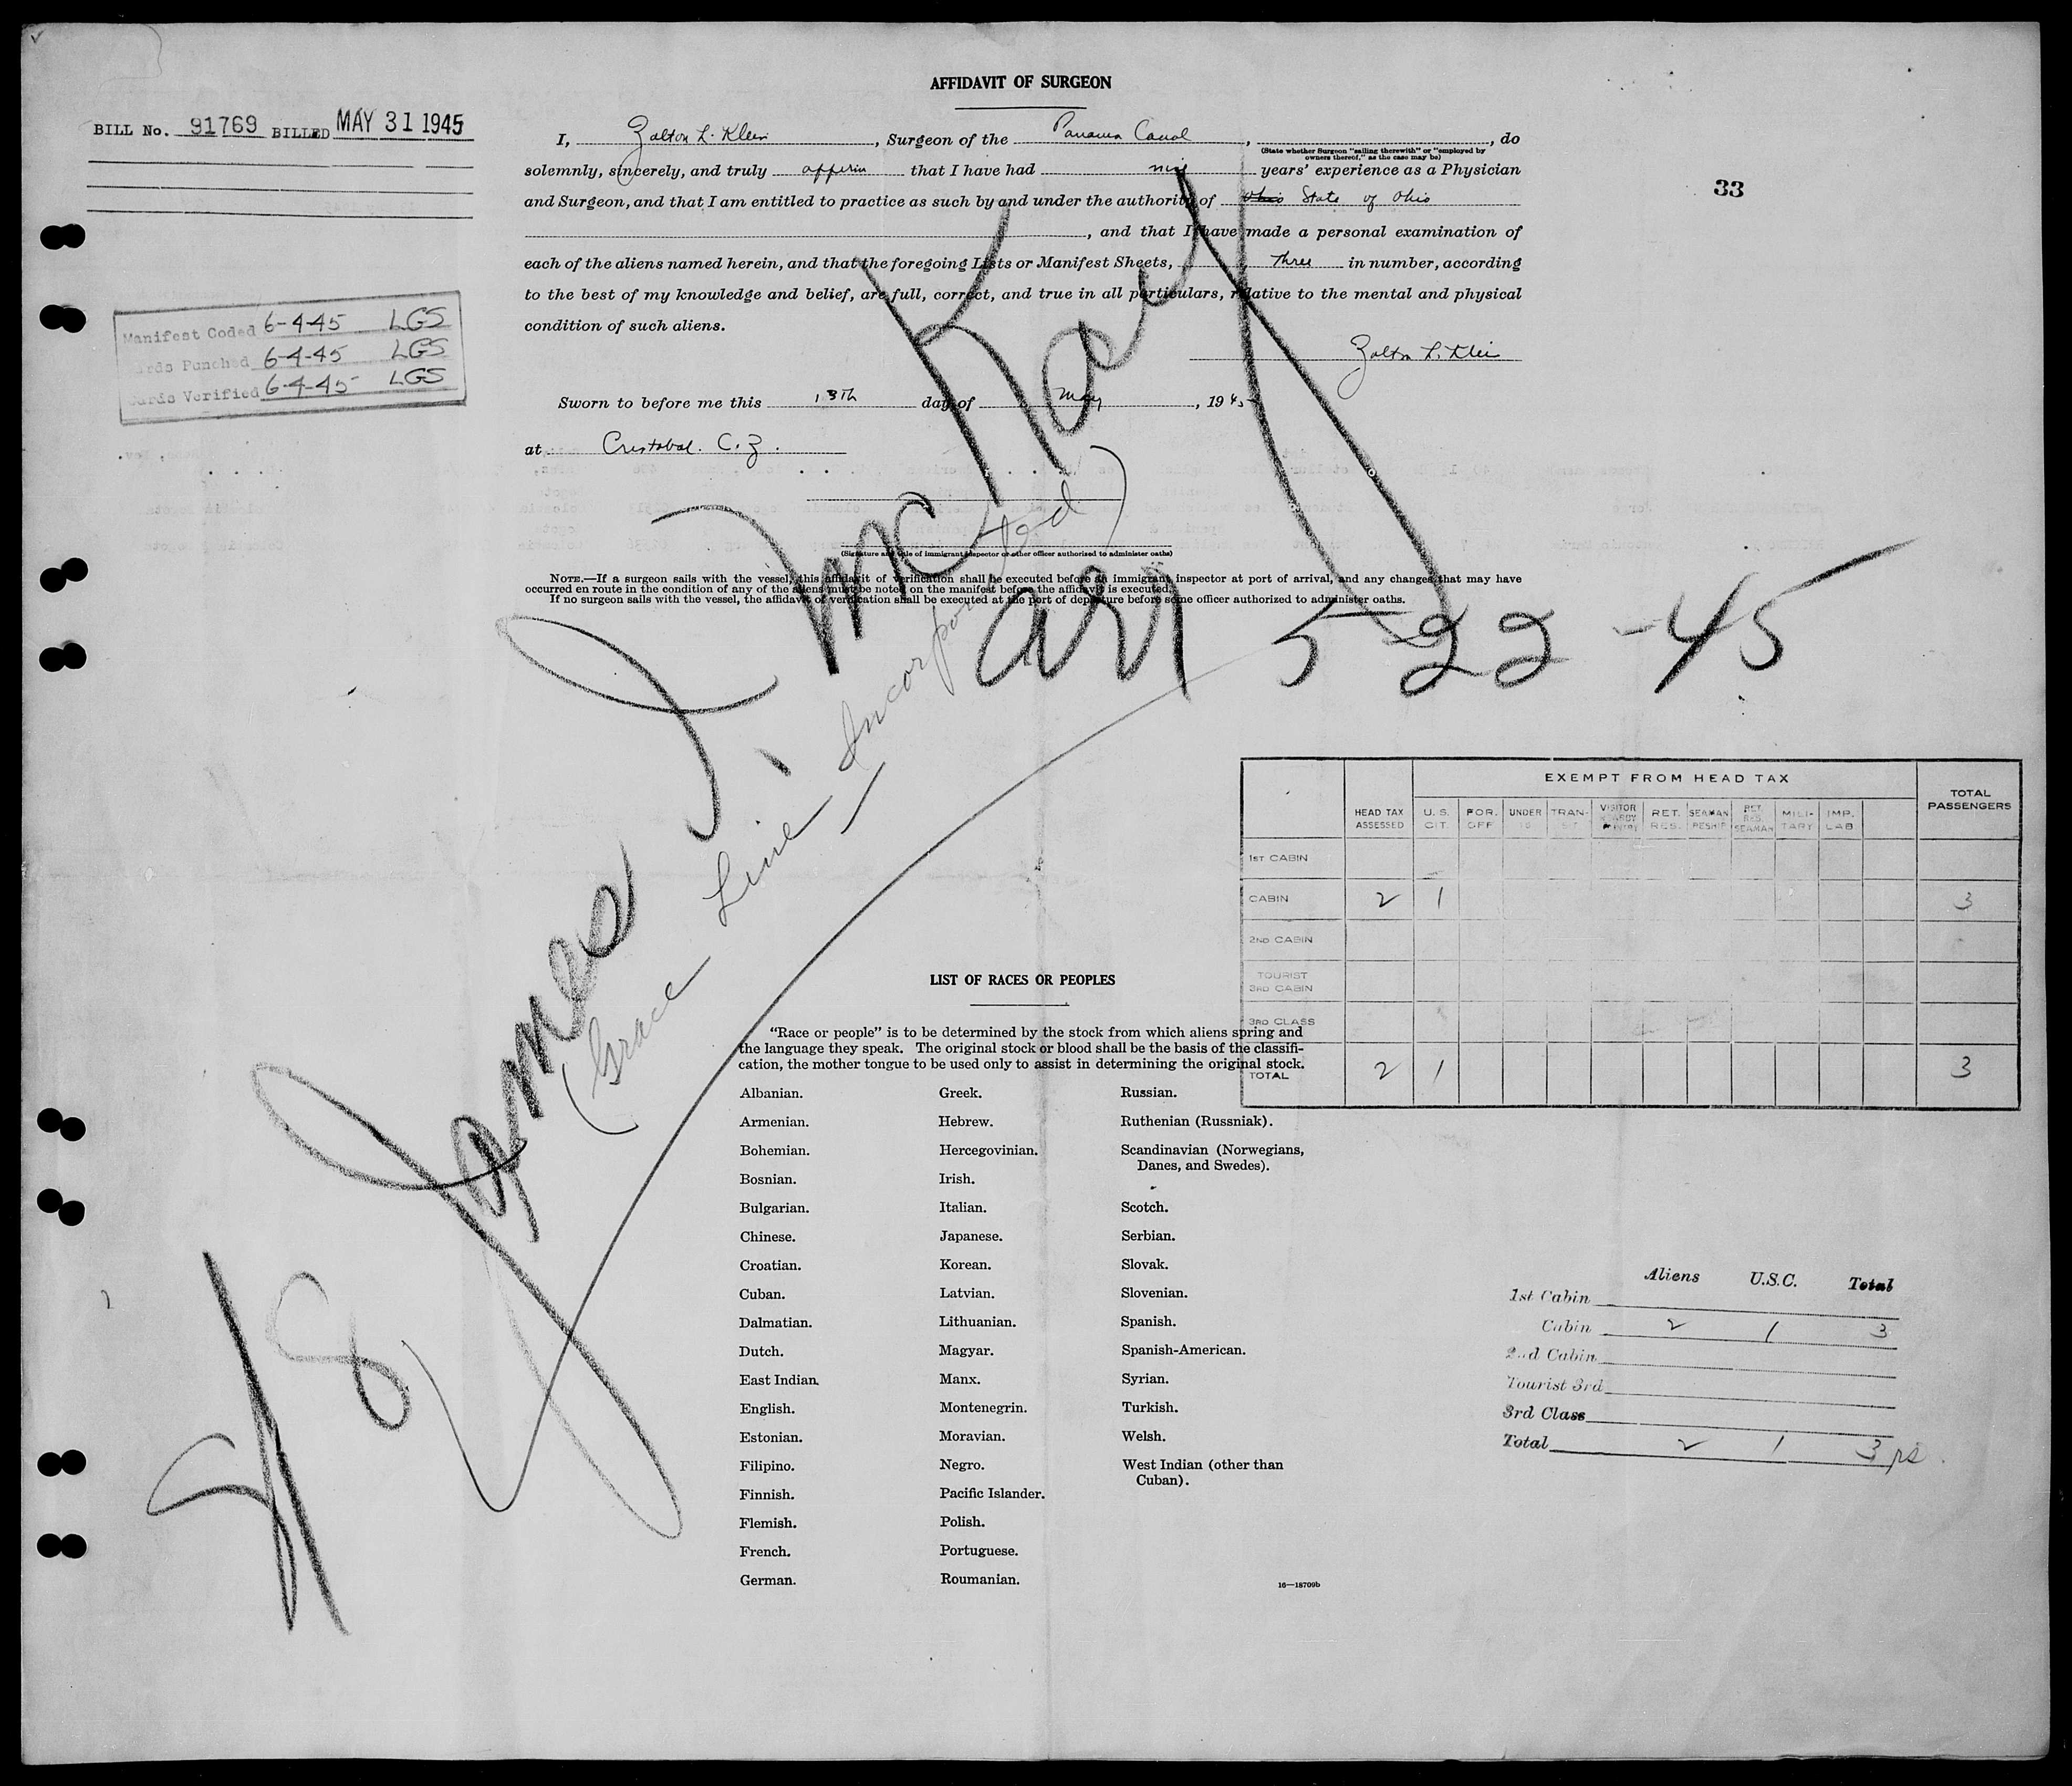 AFFIDAVIT OF SURGEON
BILL No. 91769 BILLED MAY 31 1945
33
I, Zolton L. Klein, Surgeon of the Panama Canal, , do
(State whether Surgeon "sailing therewith" or "employed by
owners thereof," as the case may be)
solemnly, sincerely, and truly affirm that I have had years' experience as a Physician
and Surgeon, and that I am entitled to practice as such by and under the authority of Ohio State of Ohio
, and that I have made a personal examination of
each of the aliens named herein, and that the foregoing Lists or Manifest Sheets, three in number, according
to the best of my knowledge and belief, are full, correct, and true in all particulars, relative to the mental and physical
condition of such aliens.
Zolton L. Klein
Manifest Coded 6-4-45 LGS
Cards Punched 6-4-45 LGS
Cards Verified 6-4-45 LGS
Sworn to before me this 13th day of May, 1945
at Cristobal. C.Z.
(Signature and title of immigrant inspector or other officer authorized to administer oaths)
NOTE.—If a surgeon sails with the vessel, this affidavit of verification shall be executed before an immigrant inspector at port of arrival, and any changes that may have
occurred en route in the condition of any of the aliens must be noted on the manifest before the affidavit is executed.
If no surgeon sails with the vessel, the affidavit of verification shall be executed at the port of departure before some officer authorized to administer oaths.
S/S James J. McKay
(Grace Line Incorporated)
arr 5-22-45
EXEMPT FROM HEAD TAX
HEAD TAX ASSESSED U.S. CIT. FOR. OFF UNDER 16 TRAN- SIT VISITOR NEARBY RET. RES. SEAMAN RESHIP RET. RES. SEAMAN MILI- TARY IMP. LAB TOTAL PASSENGERS
1ST CABIN
CABIN 2 1 3
2ND CABIN
TOURIST
3RD CABIN
3RD CLASS
TOTAL 2 1 3
LIST OF RACES OR PEOPLES
"Race or people" is to be determined by the stock from which aliens spring and
the language they speak. The original stock or blood shall be the basis of the classifi-
cation, the mother tongue to be used only to assist in determining the original stock.
Albanian.
Armenian.
Bohemian.
Bosnian.
Bulgarian.
Chinese.
Croatian.
Cuban.
Dalmatian.
Dutch.
East Indian.
English.
Estonian.
Filipino.
Finnish.
Flemish.
French.
German.
Greek.
Hebrew.
Hercegovinian.
Irish.
Italian.
Japanese.
Korean.
Latvian.
Lithuanian.
Magyar.
Manx.
Montenegrin.
Moravian.
Negro.
Pacific Islander.
Polish.
Portuguese.
Roumanian.
Russian.
Ruthenian (Russniak).
Scandinavian (Norwegians,
Danes, and Swedes).
Scotch.
Serbian.
Slovak.
Slovenian.
Spanish.
Spanish-American.
Syrian.
Turkish.
Welsh.
West Indian (other than
Cuban).
16—18709b
Aliens U.S.C. Total
1st Cabin
Cabin 2 1 3
2nd Cabin
Tourist 3rd
3rd Class
Total 2 1 3 rs